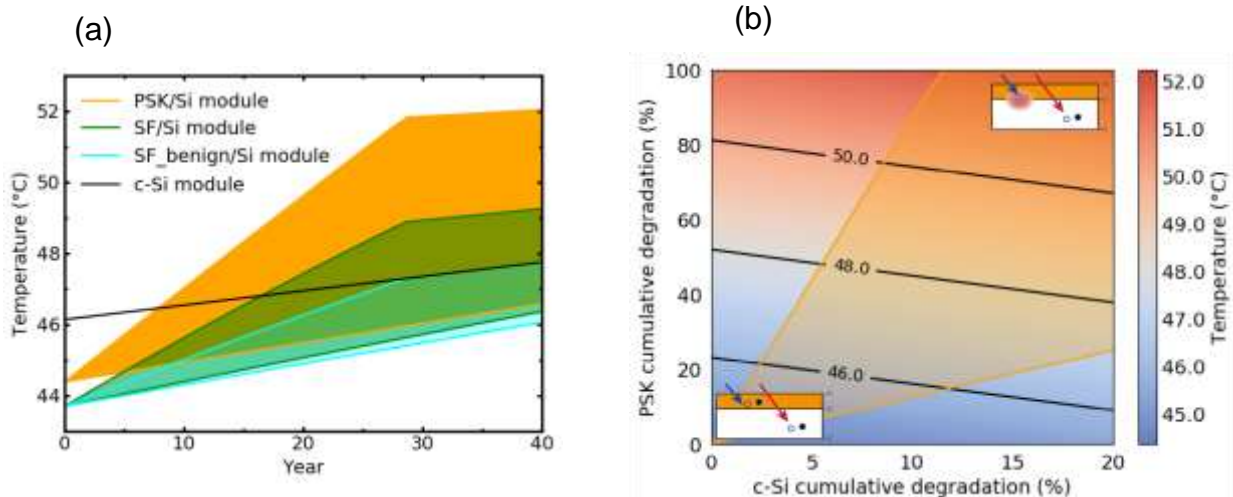 (a)
52
50
48
46
44
Temperature (°C)
PSK/Si module
SF/Si module
SF_benign/Si module
c-Si module
0
10
20
30
40
Year
(b)
100
80
60
40
20
0
PSK cumulative degradation (%)
50.0
48.0
46.0
0
5
10
15
20
c-Si cumulative degradation (%)
52.0
51.0
50.0
49.0
48.0
47.0
46.0
45.0
Temperature (°C)